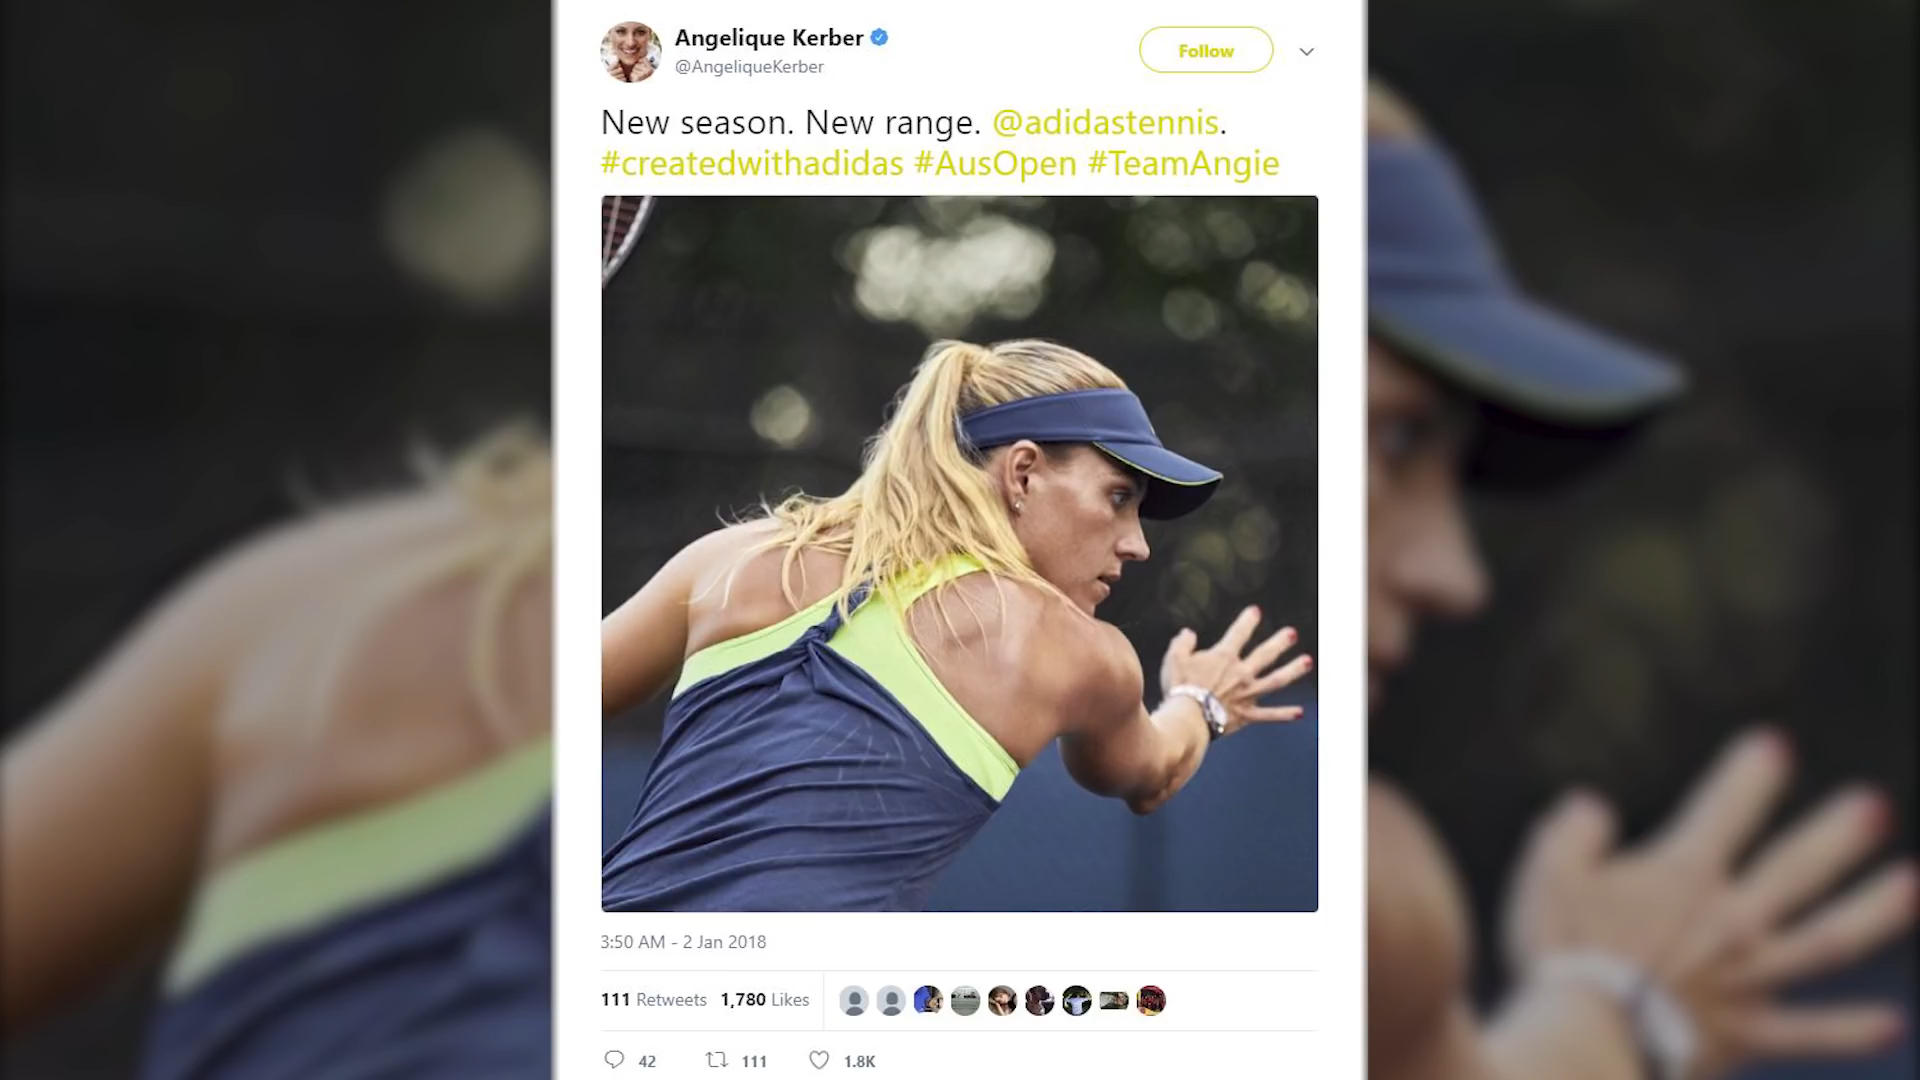 Angelique Kerber
@AngeliqueKerber
Follow
New season. New range. @adidastennis.
#createdwithadidas #AusOpen #TeamAngie
3:50 AM - 2 Jan 2018
111 Retweets 1,780 Likes
42 111 1.8K